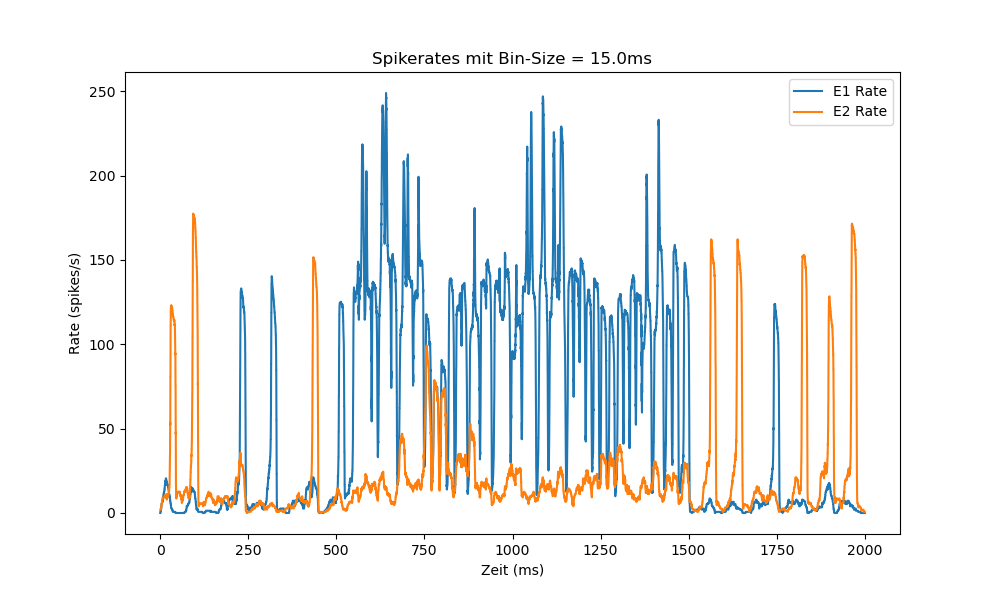 Spikerates mit Bin-Size = 15.0ms
E1 Rate
E2 Rate
250
200
150
100
50
0
Rate (spikes/s)
0 250 500 750 1000 1250 1500 1750 2000
Zeit (ms)